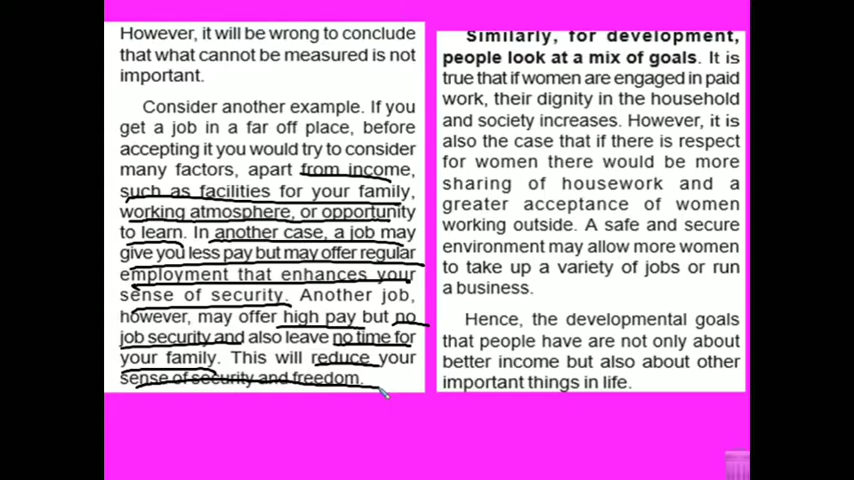 However, it will be wrong to conclude
that what cannot be measured is not
important.
Consider another example. If you
get a job in a far off place, before
accepting it you would try to consider
many factors, apart from income,
such as facilities for your family,
working atmosphere, or opportunity
to learn. In another case, a job may
give you less pay but may offer regular
employment that enhances your
sense of security. Another job,
however, may offer high pay but no
job security and also leave no time for
your family. This will reduce your
sense of security and freedom.
Similarly, for development,
people look at a mix of goals. It is
true that if women are engaged in paid
work, their dignity in the household
and society increases. However, it is
also the case that if there is respect
for women there would be more
sharing of housework and a
greater acceptance of women
working outside. A safe and secure
environment may allow more women
to take up a variety of jobs or run
a business.
Hence, the developmental goals
that people have are not only about
better income but also about other
important things in life.